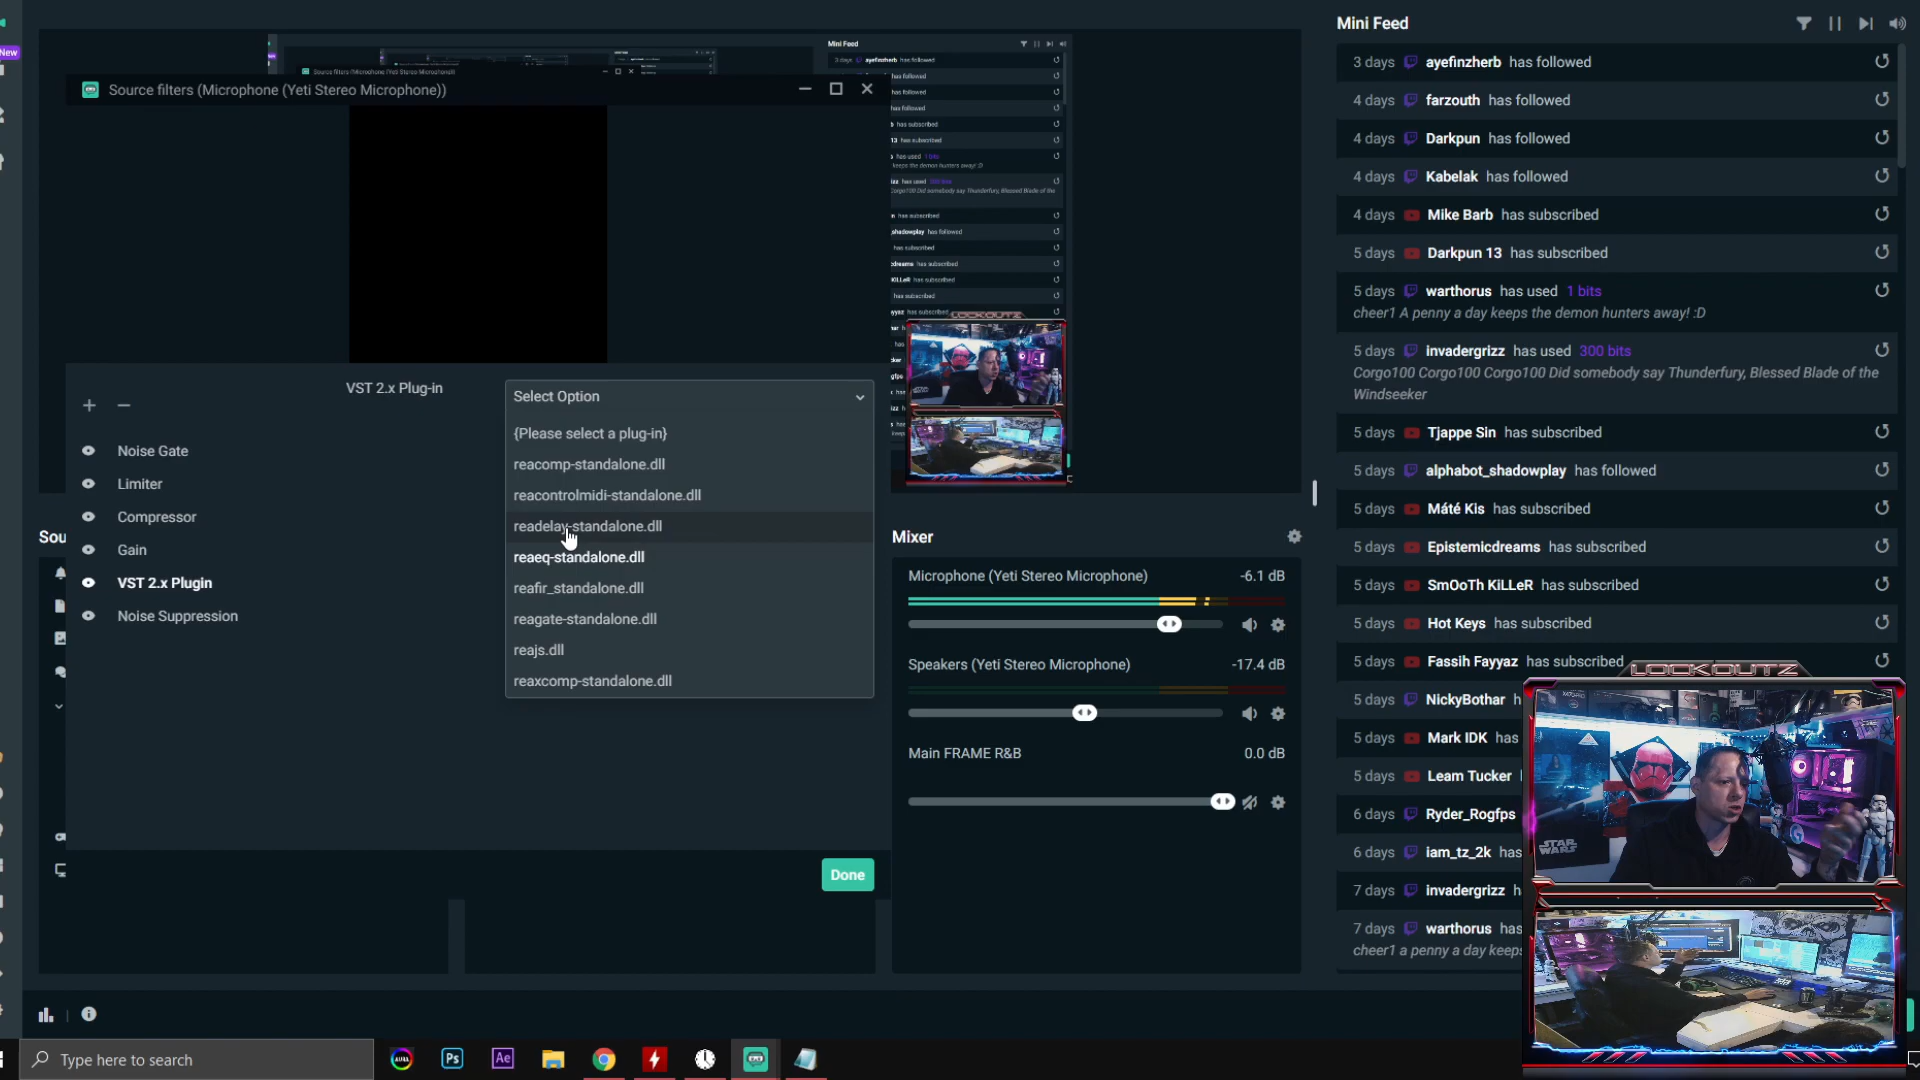 New
Mini Feed
Source filters (Microphone (Yeti Stereo Microphone))
VST 2.x Plug-in
Select Option
{Please select a plug-in}
reacomp-standalone.dll
reacontrolmidi-standalone.dll
readelay-standalone.dll
reaeq-standalone.dll
reafir_standalone.dll
reagate-standalone.dll
reajs.dll
reaxcomp-standalone.dll
Noise Gate
Limiter
Compressor
Gain
VST 2.x Plugin
Noise Suppression
Sou
Done
Mixer
Microphone (Yeti Stereo Microphone) -6.1 dB
Speakers (Yeti Stereo Microphone) -17.4 dB
Main FRAME R&B 0.0 dB
Mini Feed
3 days ayefinzherb has followed
4 days farzouth has followed
4 days Darkpun has followed
4 days Kabelak has followed
4 days Mike Barb has subscribed
5 days Darkpun 13 has subscribed
5 days warthorus has used 1 bits
cheer1 A penny a day keeps the demon hunters away! :D
5 days invadergrizz has used 300 bits
Corgo100 Corgo100 Corgo100 Did somebody say Thunderfury, Blessed Blade of the
Windseeker
5 days Tjappe Sin has subscribed
5 days alphabot_shadowplay has followed
5 days Máté Kis has subscribed
5 days Epistemicdreams has subscribed
5 days SmOoTh KiLLeR has subscribed
5 days Hot Keys has subscribed
5 days Fassih Fayyaz has subscribed
5 days NickyBothar h
5 days Mark IDK has
5 days Leam Tucker
6 days Ryder_Rogfps
6 days iam_tz_2k has
7 days invadergrizz h
7 days warthorus has
cheer1 a penny a day keeps
LOCKOUTZ
LOCKOUTZ
STAR
WARS
Type here to search
Ps
Ae